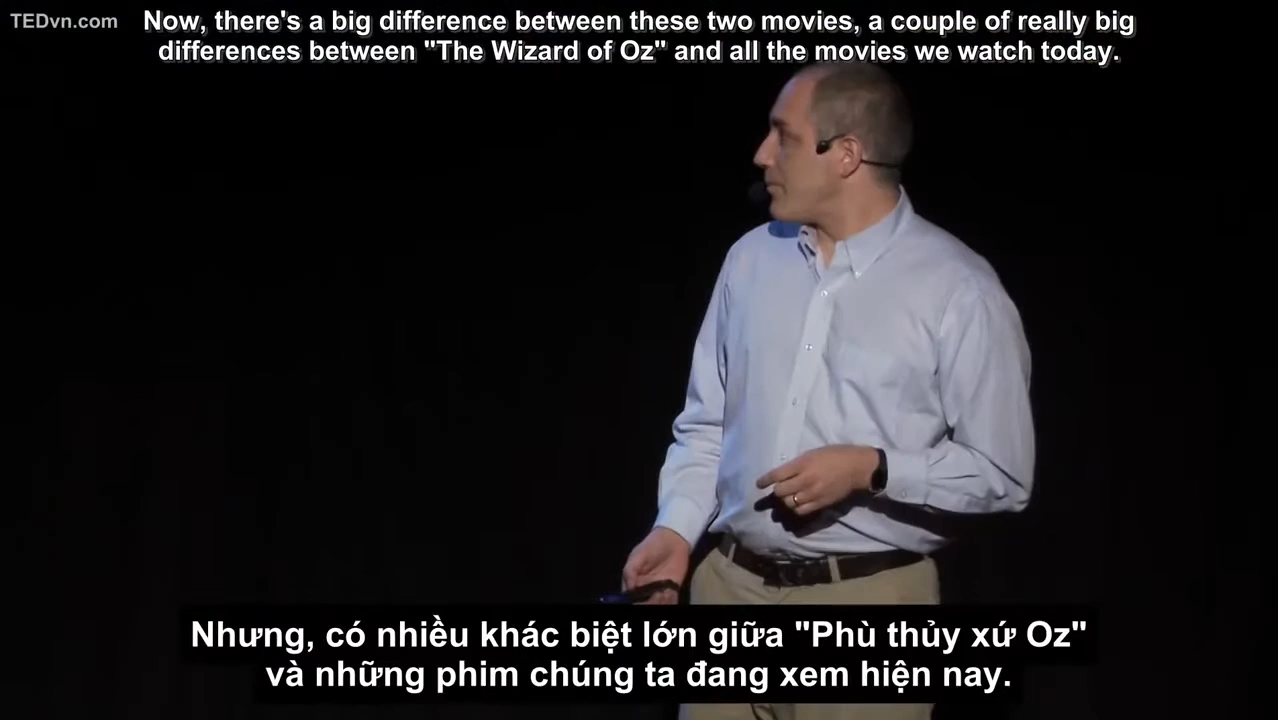 TEDvn.com
Now, there's a big difference between these two movies, a couple of really big
differences between "The Wizard of Oz" and all the movies we watch today.
Nhưng, có nhiều khác biệt lớn giữa "Phù thủy xứ Oz"
và những phim chúng ta đang xem hiện nay.